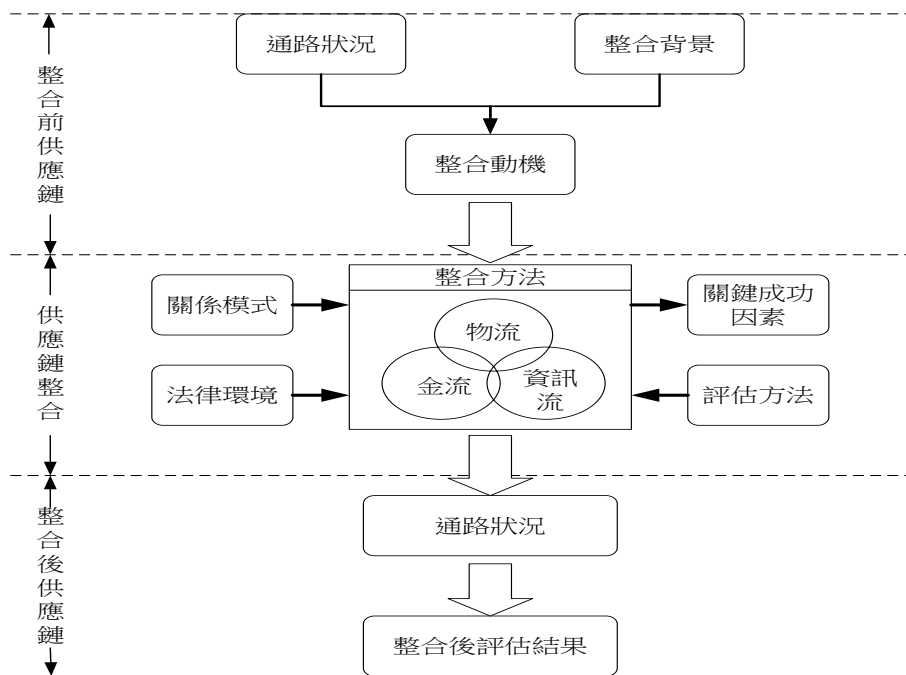 整合前供應鏈
通路狀況
整合背景
整合動機
供應鏈整合
整合方法
關係模式
物流
關鍵成功
因素
法律環境
金流
資訊
流
評估方法
整合後供應鏈
通路狀況
整合後評估結果